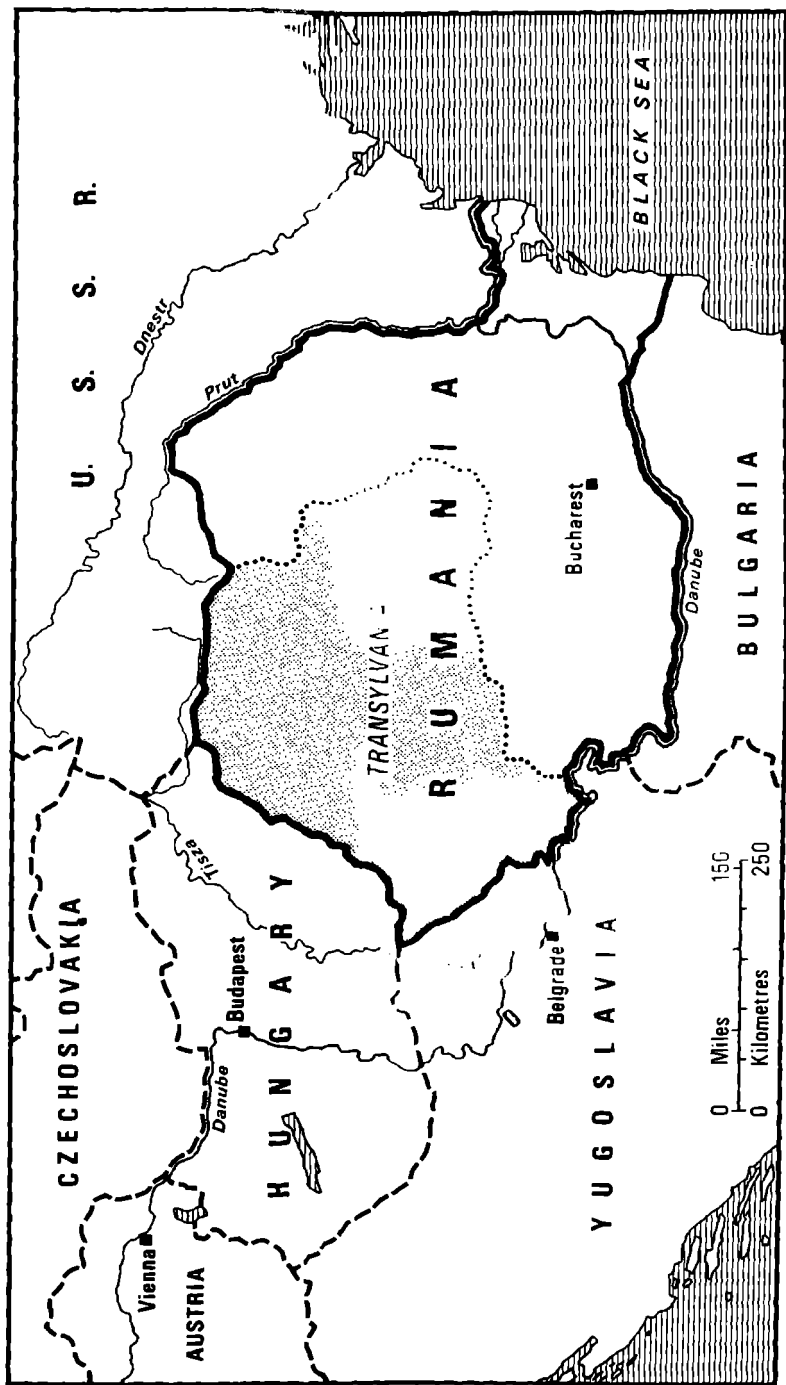 U. S. S. R.
CZECHOSLOVAKIA
Dnestr
Prut
Vienna
Danube
Tisza
AUSTRIA
Budapest
HUNGARY
TRANSYLVAN
RUMANIA
Bucharest
BLACK SEA
Belgrade
YUGOSLAVIA
Danube
BULGARIA
0 Miles 150
0 Kilometres 250